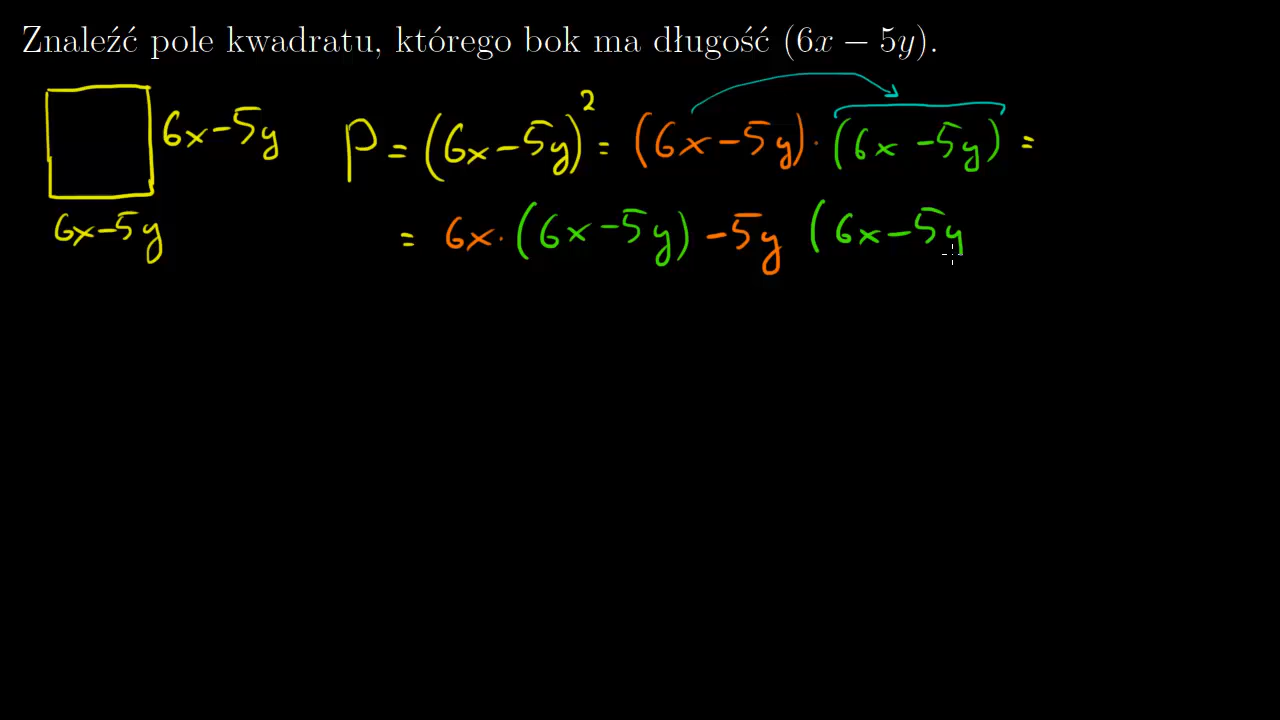 Znaleźć pole kwadratu, którego bok ma długość (6x − 5y).
6x−5y
6x−5y
P = (6x−5y)² = (6x−5y)·(6x−5y) =
= 6x·(6x−5y) −5y (6x−5y